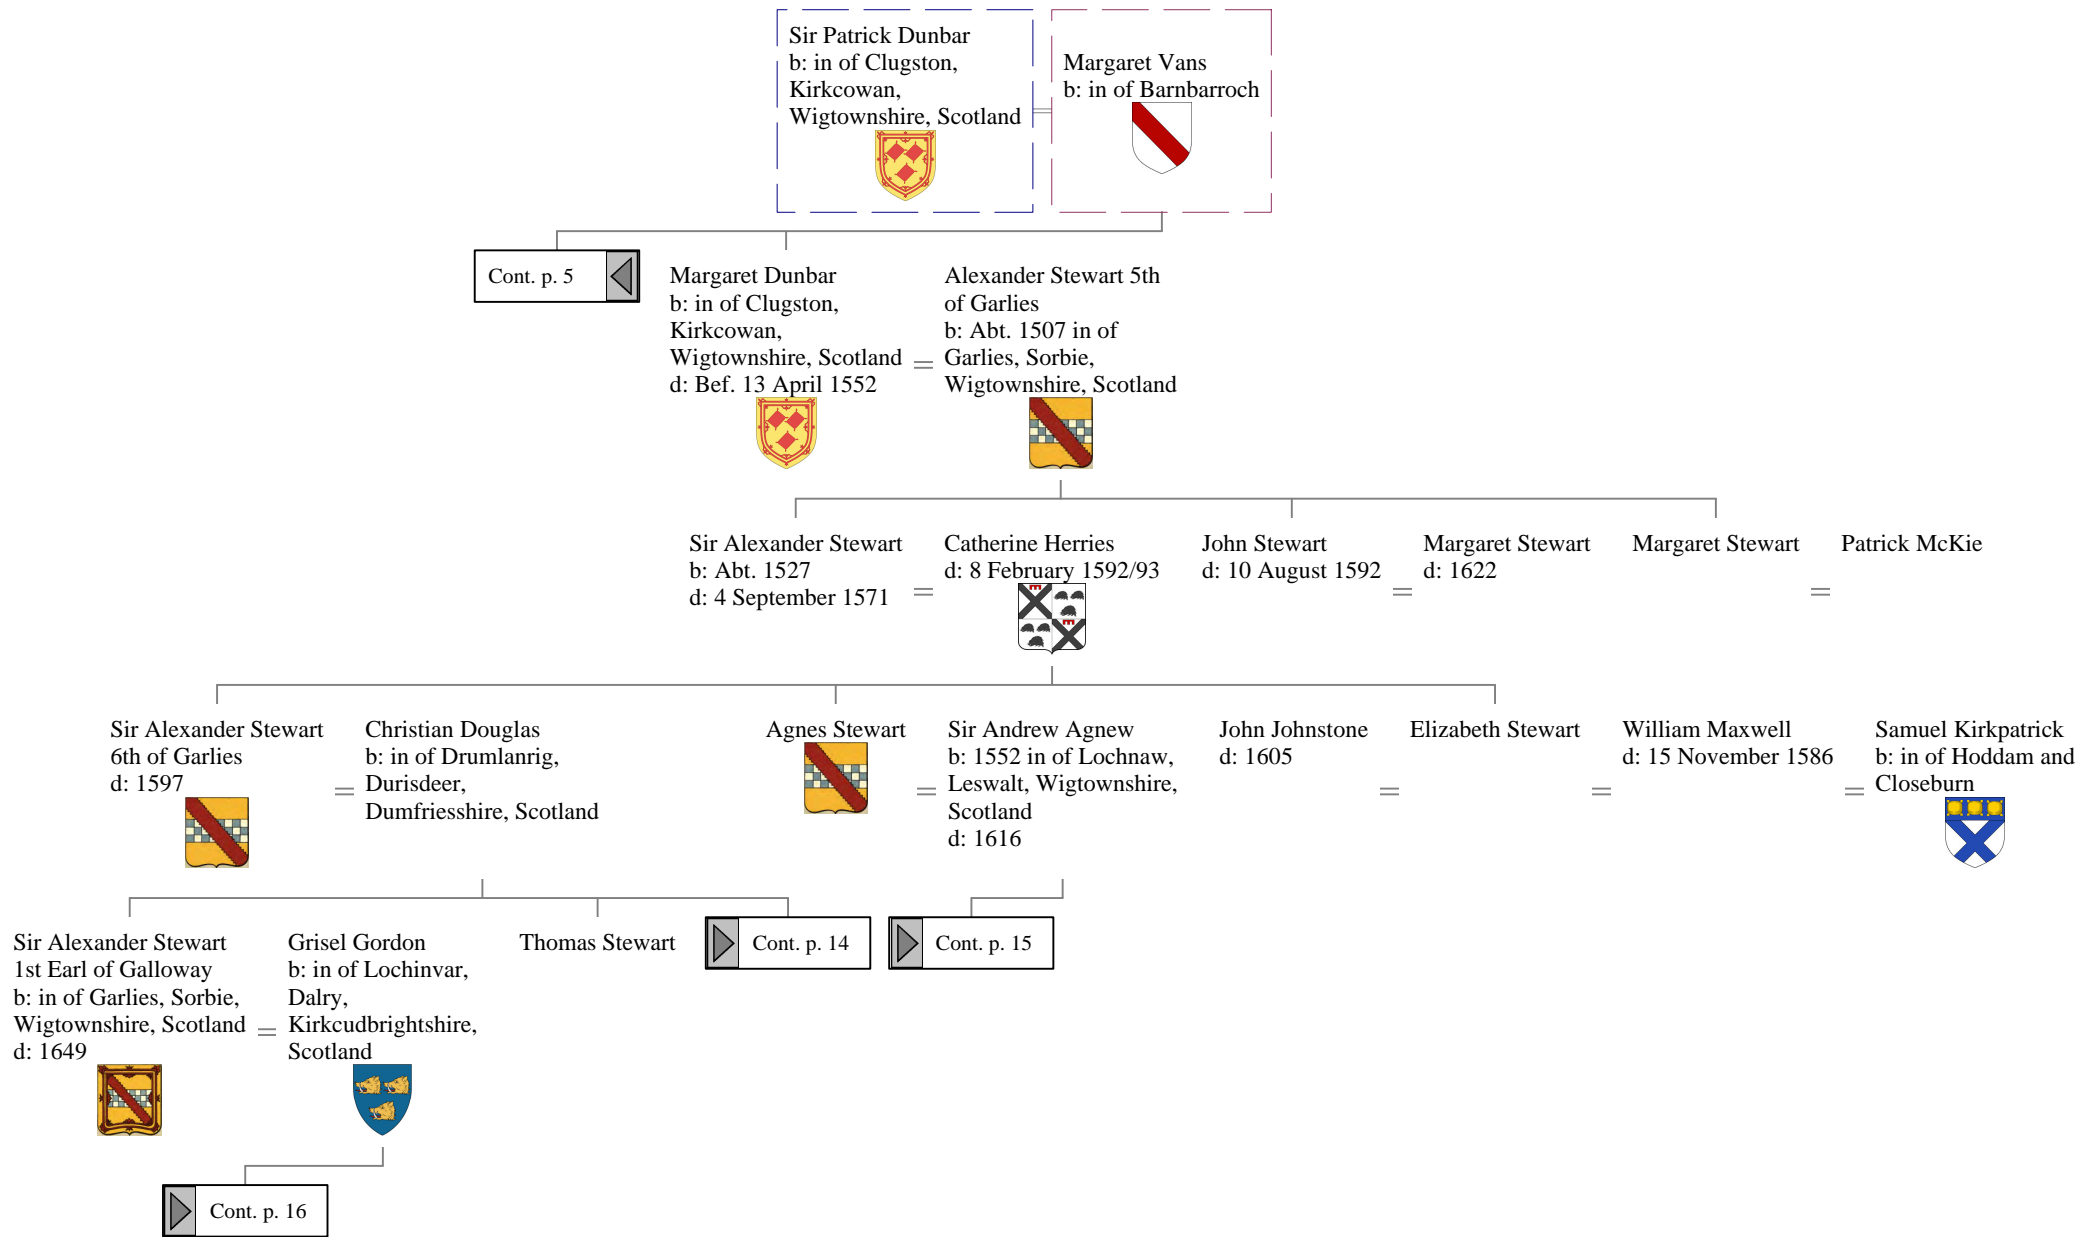 Sir Patrick Dunbar
b: in of Clugston,
Kirkcowan,
Wigtownshire, Scotland
Margaret Vans
b: in of Barnbarroch
Cont. p. 5
Margaret Dunbar
b: in of Clugston,
Kirkcowan,
Wigtownshire, Scotland
d: Bef. 13 April 1552
Alexander Stewart 5th
of Garlies
b: Abt. 1507 in of
Garlies, Sorbie,
Wigtownshire, Scotland
Sir Alexander Stewart
b: Abt. 1527
d: 4 September 1571
Catherine Herries
d: 8 February 1592/93
John Stewart
d: 10 August 1592
Margaret Stewart
d: 1622
Margaret Stewart
Patrick McKie
Sir Alexander Stewart
6th of Garlies
d: 1597
Christian Douglas
b: in of Drumlanrig,
Durisdeer,
Dumfriesshire, Scotland
Agnes Stewart
Sir Andrew Agnew
b: 1552 in of Lochnaw,
Leswalt, Wigtownshire,
Scotland
d: 1616
John Johnstone
d: 1605
Elizabeth Stewart
William Maxwell
d: 15 November 1586
Samuel Kirkpatrick
b: in of Hoddam and
Closeburn
Sir Alexander Stewart
1st Earl of Galloway
b: in of Garlies, Sorbie,
Wigtownshire, Scotland
d: 1649
Grisel Gordon
b: in of Lochinvar,
Dalry,
Kirkcudbrightshire,
Scotland
Thomas Stewart
Cont. p. 14
Cont. p. 15
Cont. p. 16